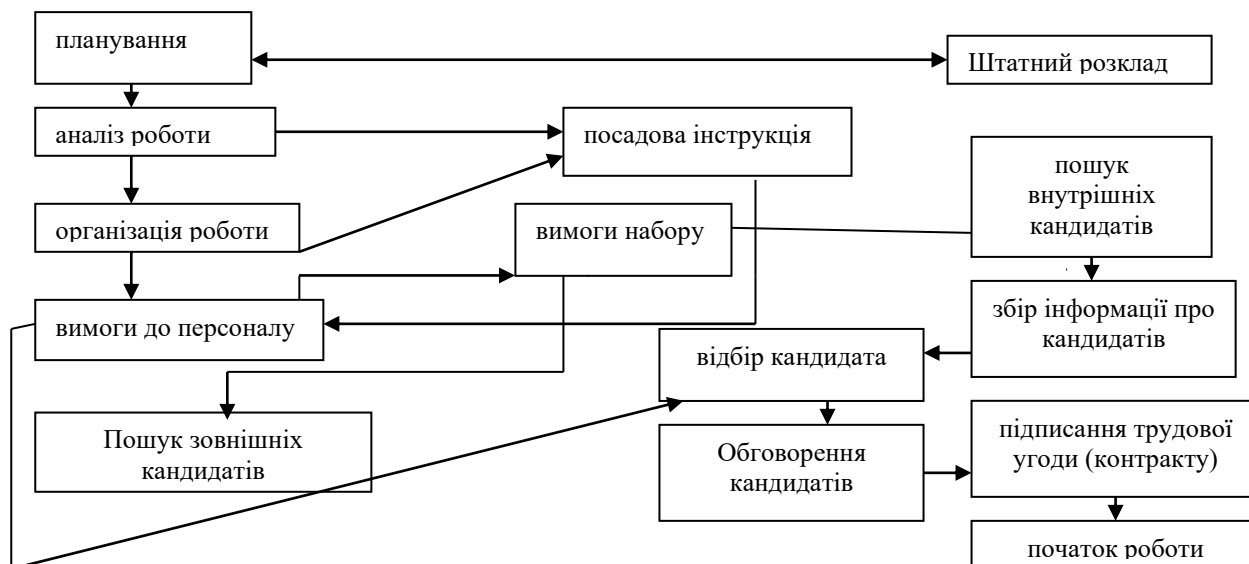 планування
Штатний розклад
аналіз роботи
посадова інструкція
пошук
внутрішніх
кандидатів
організація роботи
вимоги набору
вимоги до персоналу
збір інформації про
кандидатів
відбір кандидата
Пошук зовнішніх
кандидатів
Обговорення
кандидатів
підписання трудової
угоди (контракту)
початок роботи